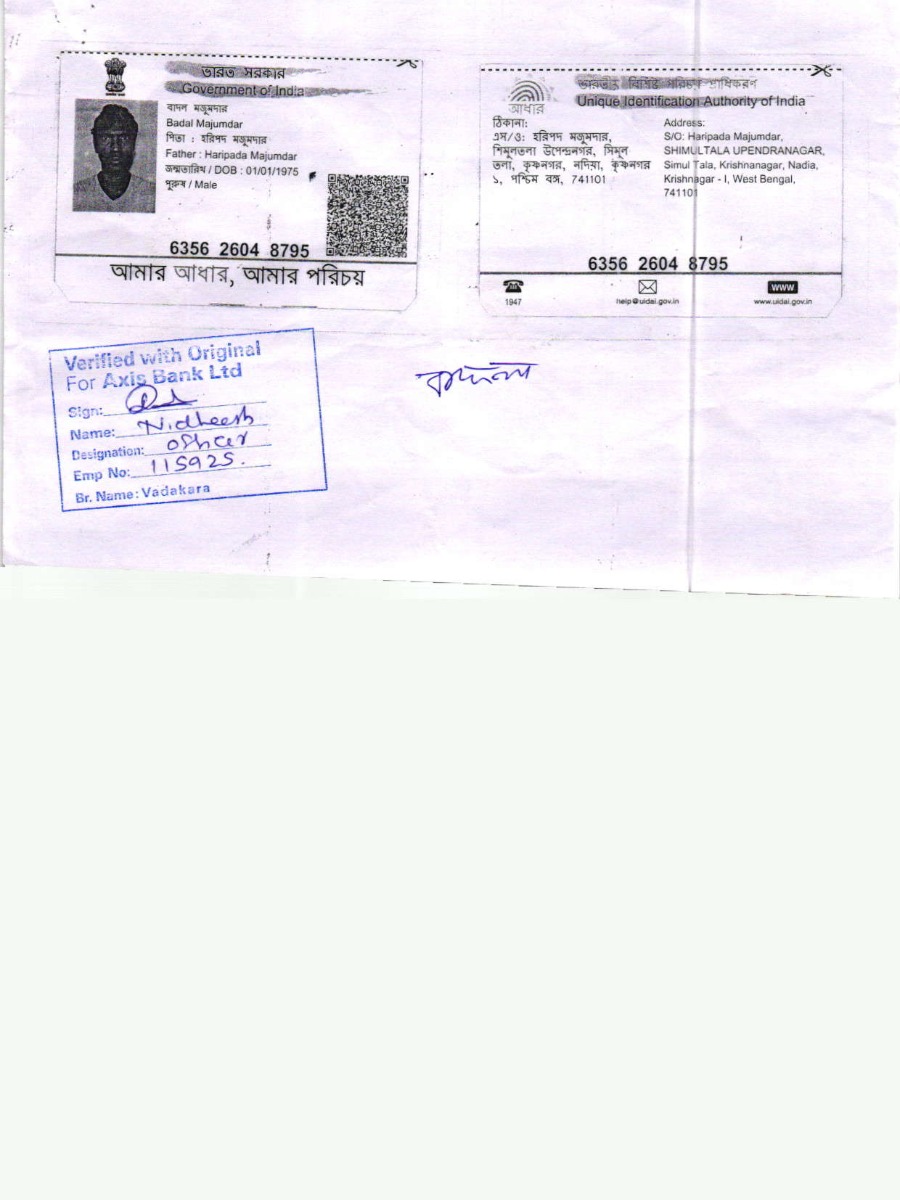 ভারত সরকার
Government of India
বাদল মজুমদার
Badal Majumdar
পিতা : হরিপদ মজুমদার
Father : Haripada Majumdar
জন্মতারিখ / DOB : 01/01/1975
পুরুষ / Male
6356 2604 8795
আমার আধার, আমার পরিচয়
ভারতীয় বিশিষ্ট পরিচয় প্রাধিকরণ
Unique Identification Authority of India
আধার
ঠিকানা:
এস/ও: হরিপদ মজুমদার,
শিমূলতলা উপেন্দ্রনগর, সিমূল
তলা, কৃষ্ণনগর, নদিয়া, কৃষ্ণনগর
১, পশ্চিম বঙ্গ, 741101
Address:
S/O: Haripada Majumdar,
SHIMULTALA UPENDRANAGAR,
Simul Tala, Krishnanagar, Nadia,
Krishnagar - I, West Bengal,
741101
6356 2604 8795
1947
help@uidai.gov.in
www
www.uidai.gov.in
Verified with Original
For Axis Bank Ltd
Sign:
Name: Nidheesh
Designation: officer
Emp No: 115925.
Br. Name: Vadakara
বাদল